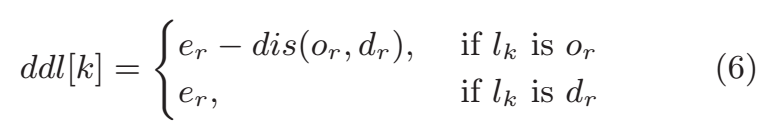 ddl[k] = { e_r − dis(o_r, d_r), if l_k is o_r
e_r, if l_k is d_r (6)